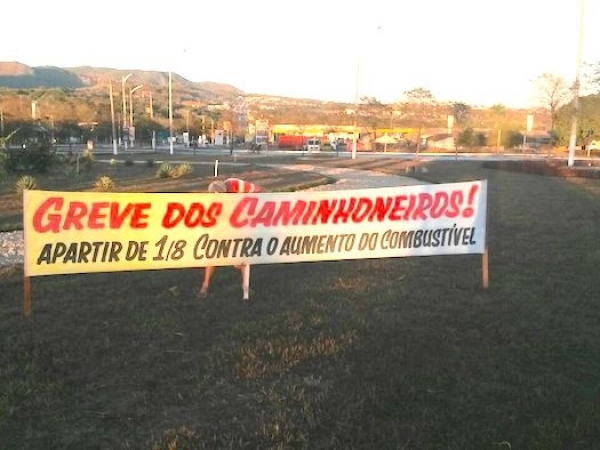 GREVE DOS CAMINHONEIROS!
APARTIR DE 1/8 CONTRA O AUMENTO DO COMBUSTÍVEL